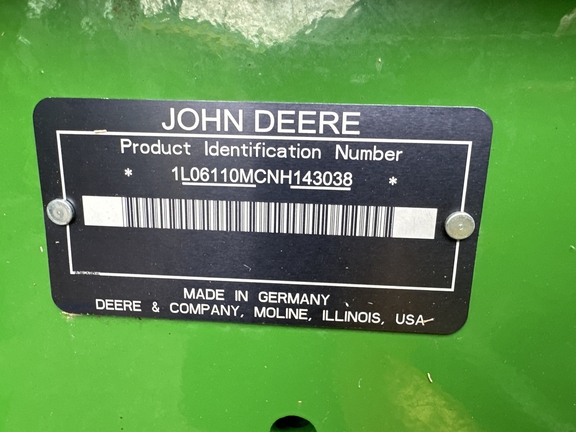 JOHN DEERE
Product Identification Number
* 1L06110MCNH143038 *
MADE IN GERMANY
DEERE & COMPANY, MOLINE, ILLINOIS, USA